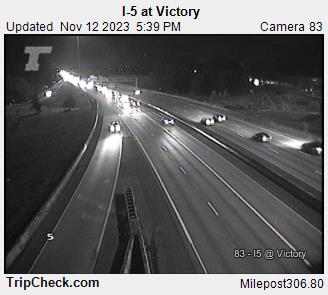 I-5 at Victory
Updated Nov 12 2023 5:39 PM Camera 83
T
S
83 - I5 @ Victory
TripCheck.com Milepost306.80